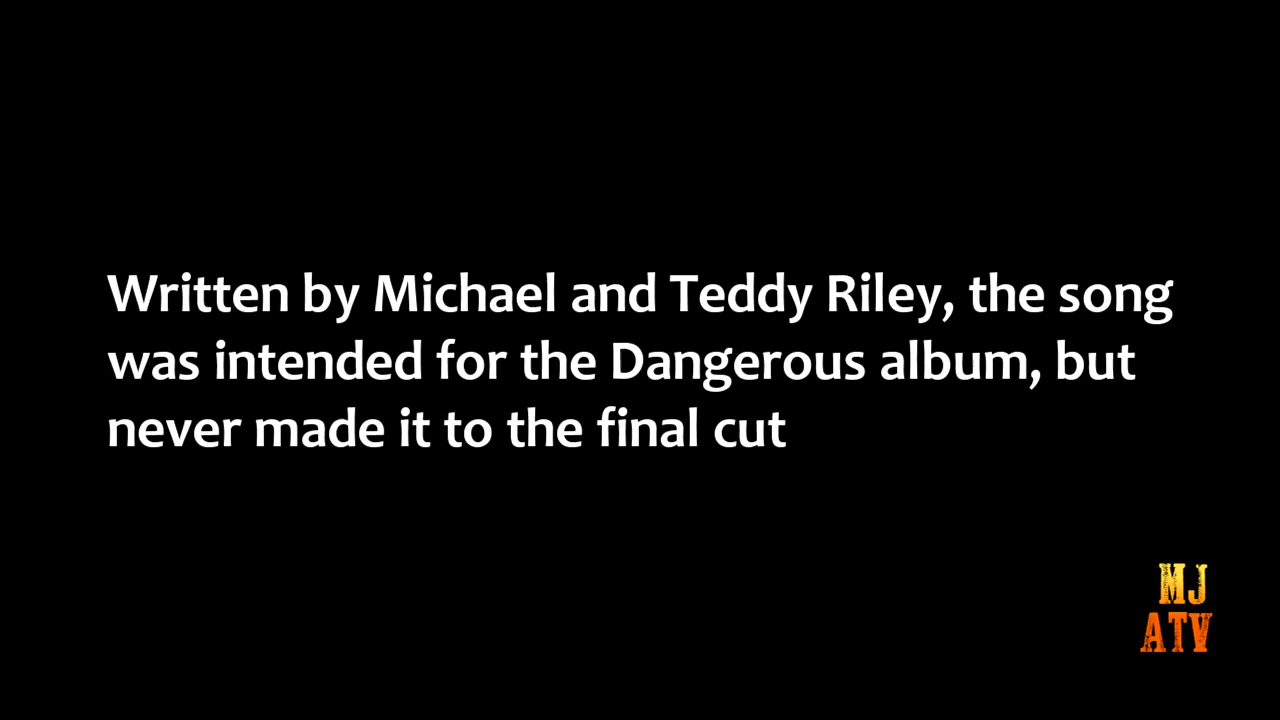 Written by Michael and Teddy Riley, the song
was intended for the Dangerous album, but
never made it to the final cut
MJ
ATV